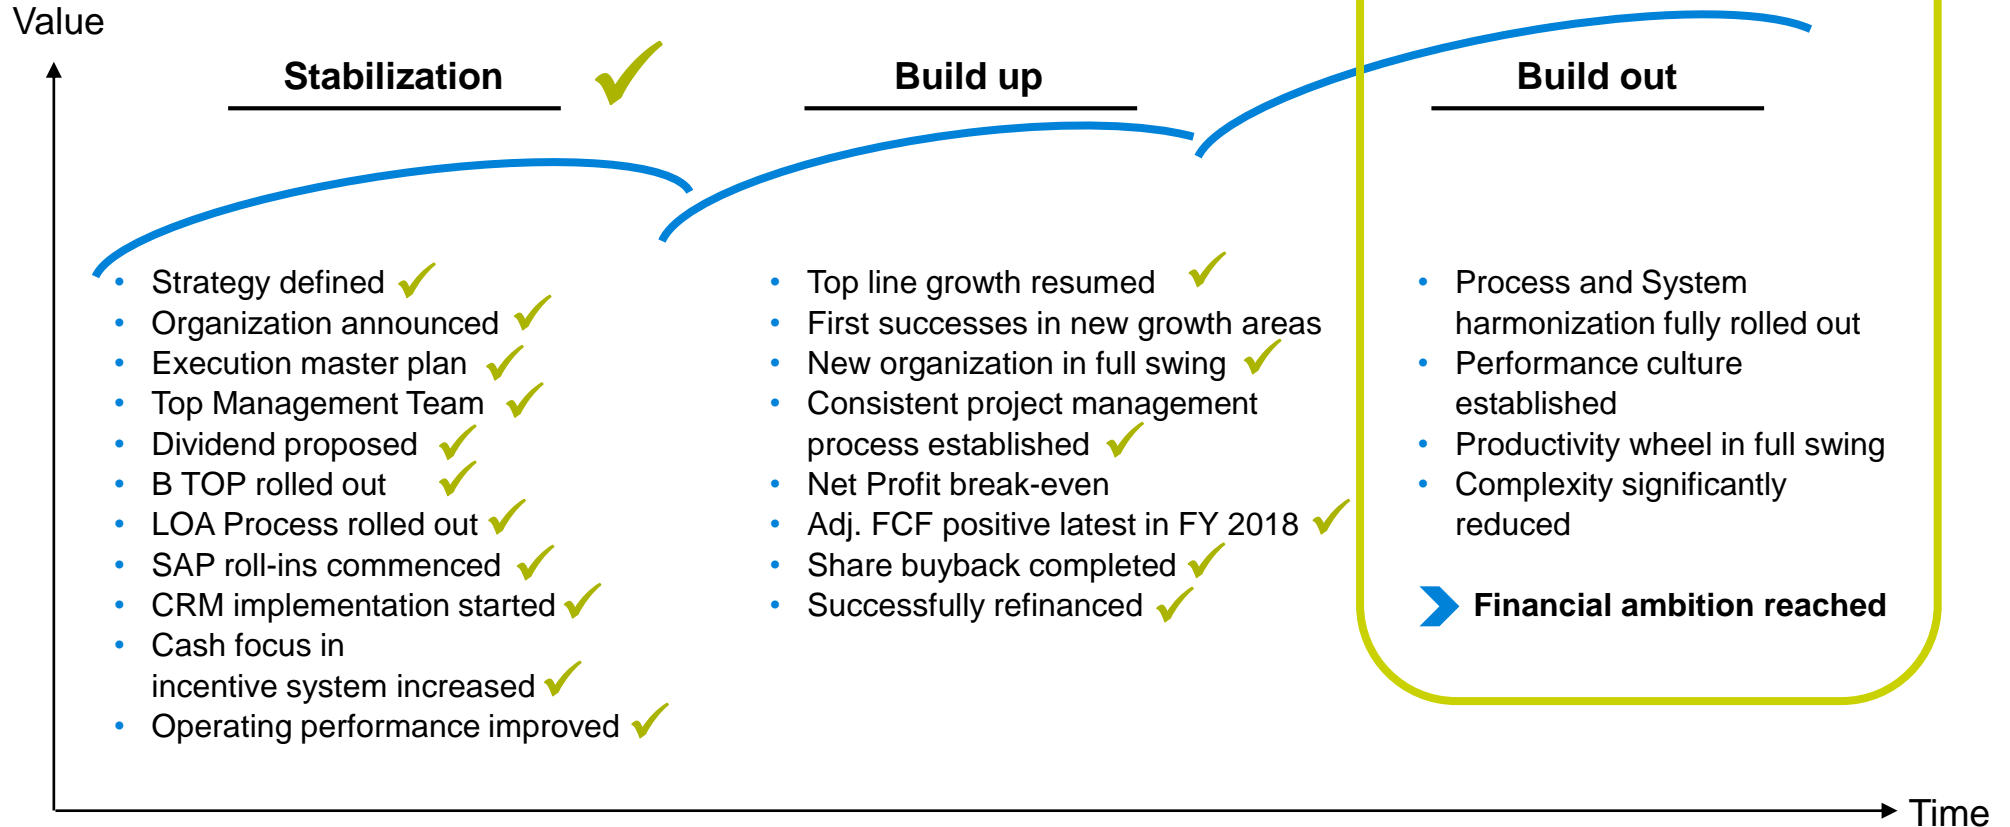 Value
Stabilization
Strategy defined
Organization announced
Execution master plan
Top Management Team
Dividend proposed
B TOP rolled out
LOA Process rolled out
SAP roll-ins commenced
CRM implementation started
Cash focus in
incentive system increased
Operating performance improved
Build up
Top line growth resumed
First successes in new growth areas
New organization in full swing
Consistent project management
process established
Net Profit break-even
Adj. FCF positive latest in FY 2018
Share buyback completed
Successfully refinanced
Build out
Process and System
harmonization fully rolled out
Performance culture
established
Productivity wheel in full swing
Complexity significantly
reduced
Financial ambition reached
Time